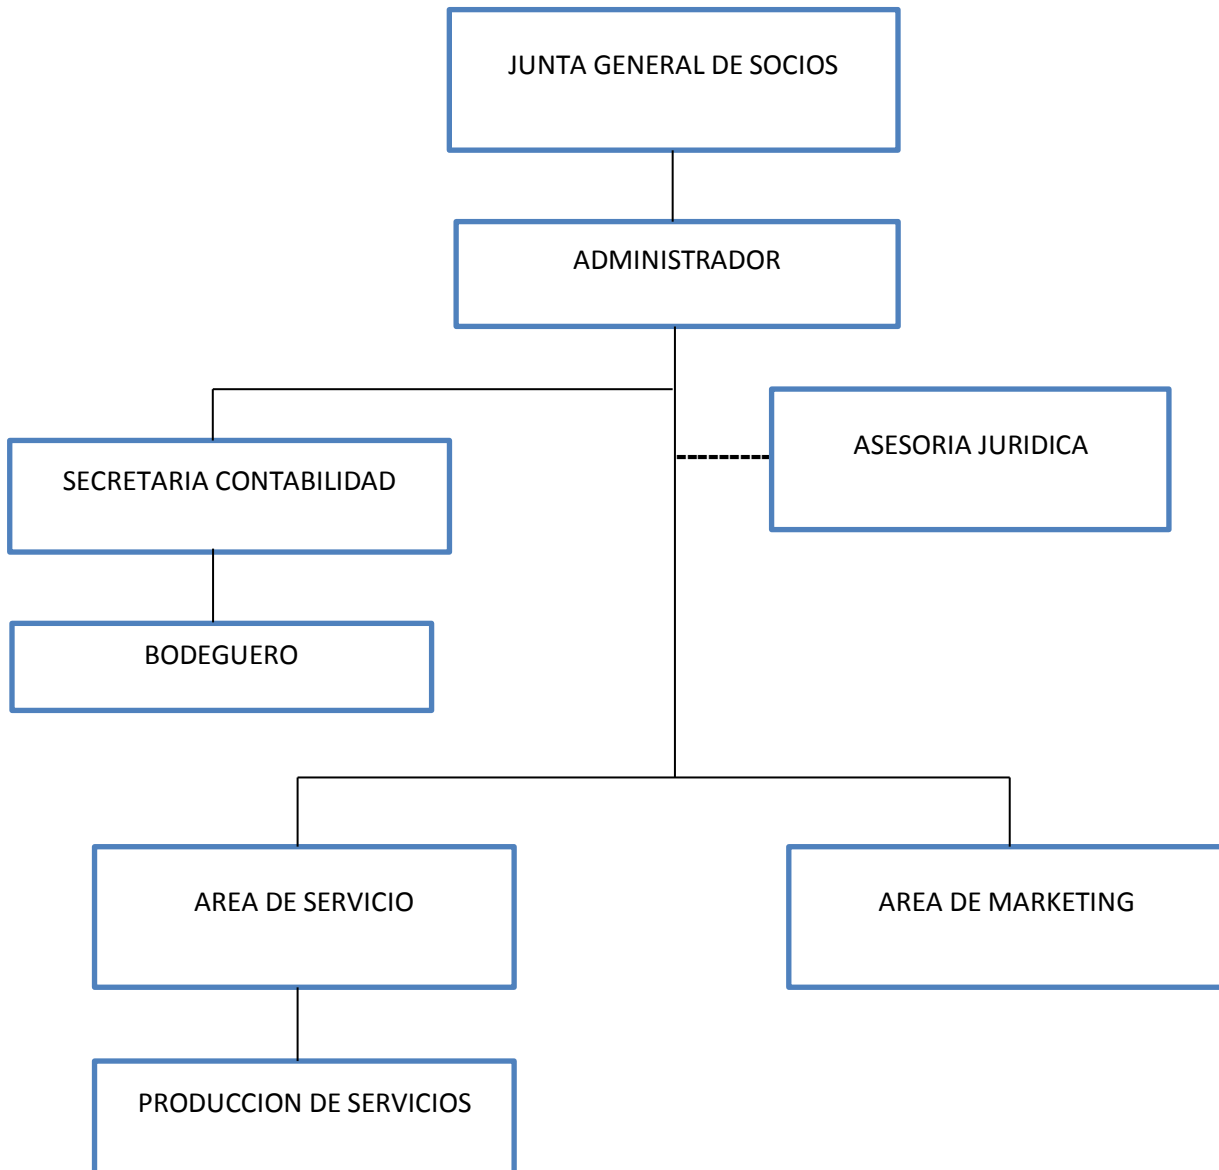 JUNTA GENERAL DE SOCIOS
ADMINISTRADOR
ASESORIA JURIDICA
SECRETARIA CONTABILIDAD
BODEGUERO
AREA DE SERVICIO
AREA DE MARKETING
PRODUCCION DE SERVICIOS